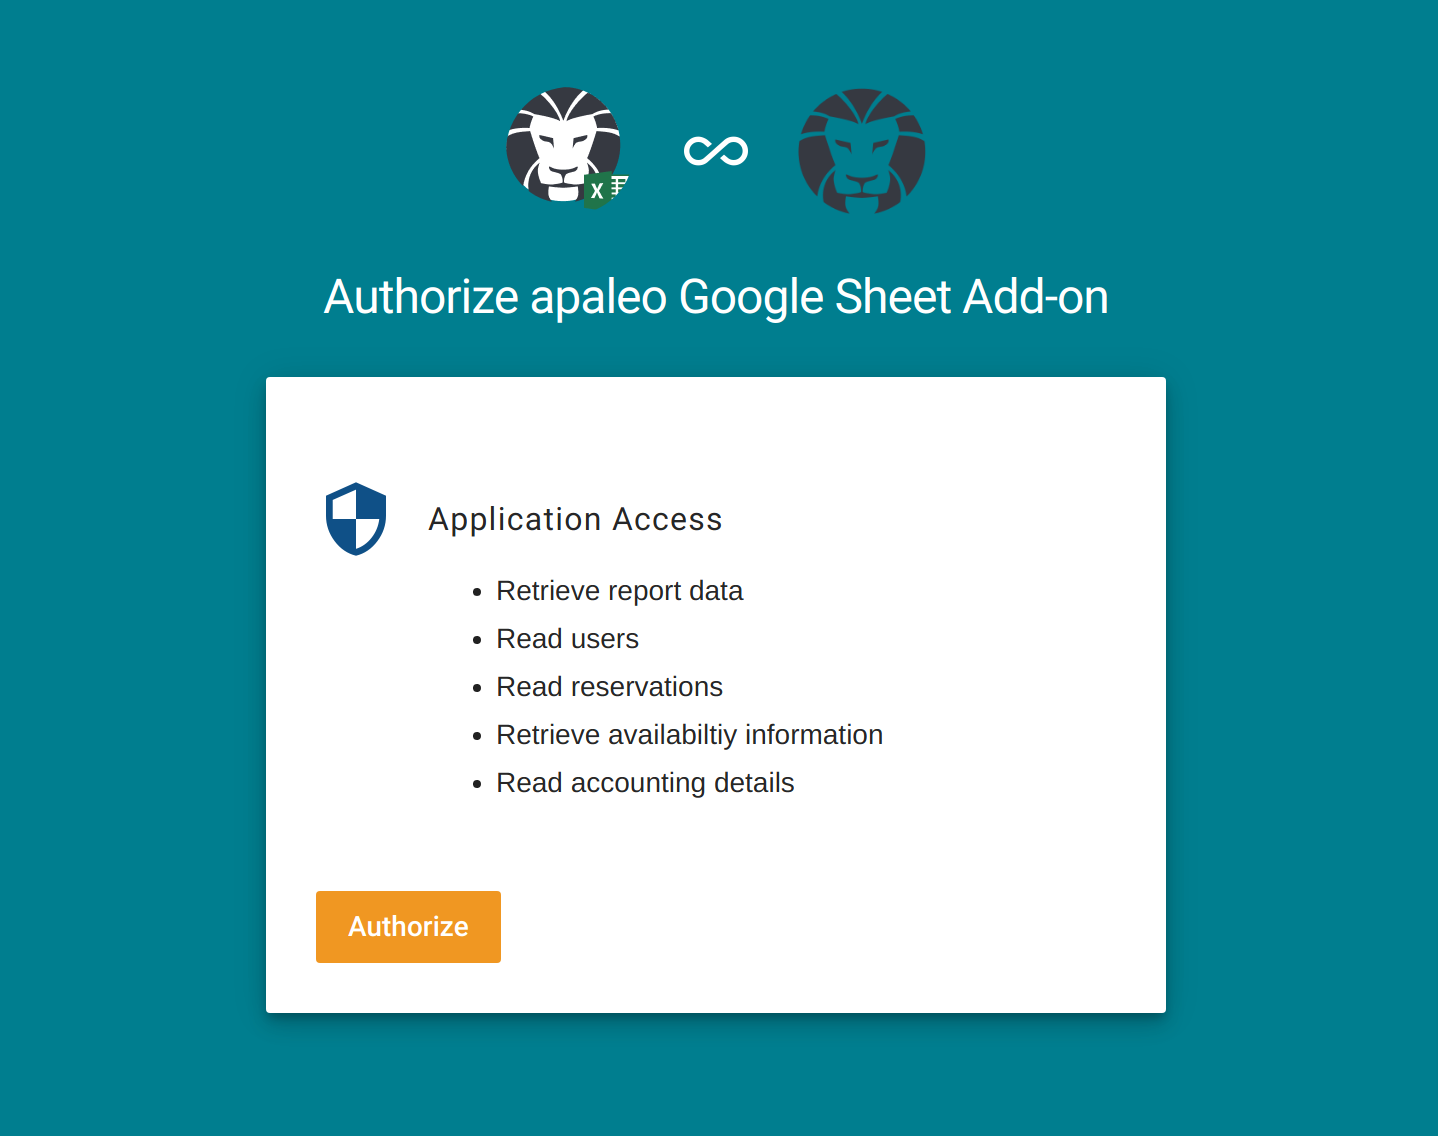 X
Authorize apaleo Google Sheet Add-on
Application Access
Retrieve report data
Read users
Read reservations
Retrieve availabiltiy information
Read accounting details
Authorize